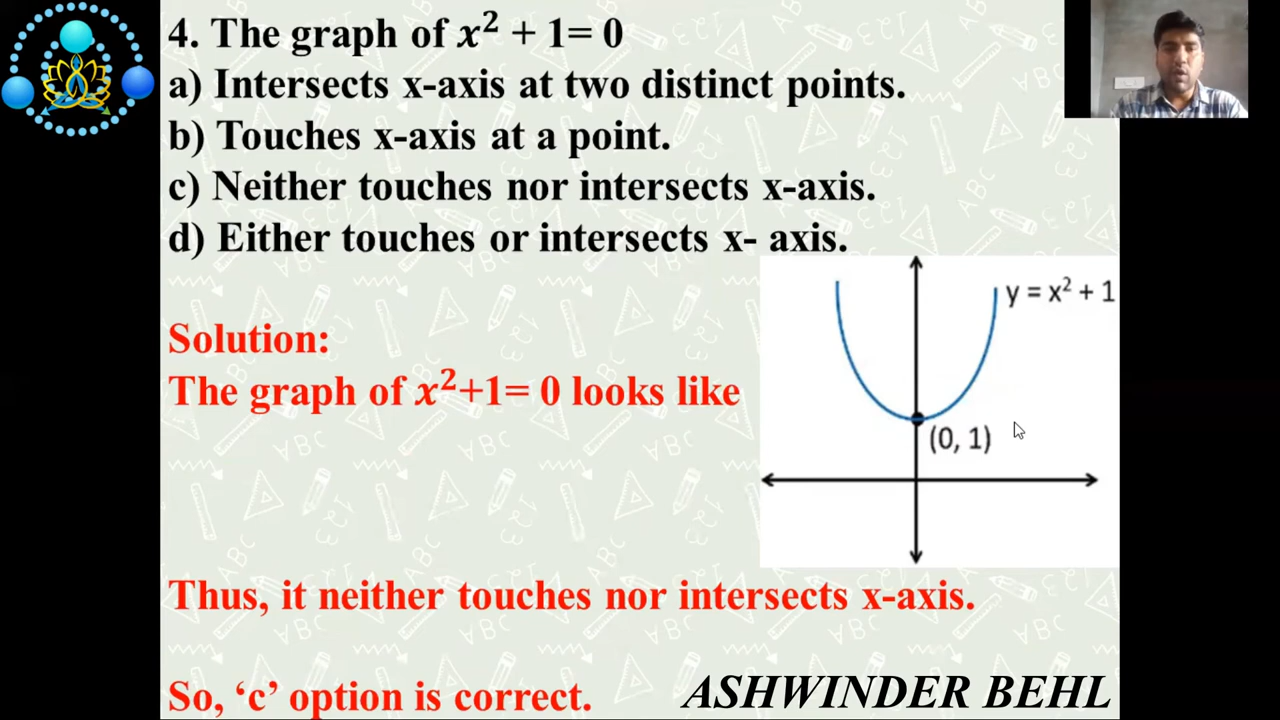 4. The graph of x² + 1= 0
a) Intersects x-axis at two distinct points.
b) Touches x-axis at a point.
c) Neither touches nor intersects x-axis.
d) Either touches or intersects x- axis.
y = x² + 1
Solution:
The graph of x²+1= 0 looks like
(0, 1)
Thus, it neither touches nor intersects x-axis.
So, ‘c’ option is correct.
ASHWINDER BEHL